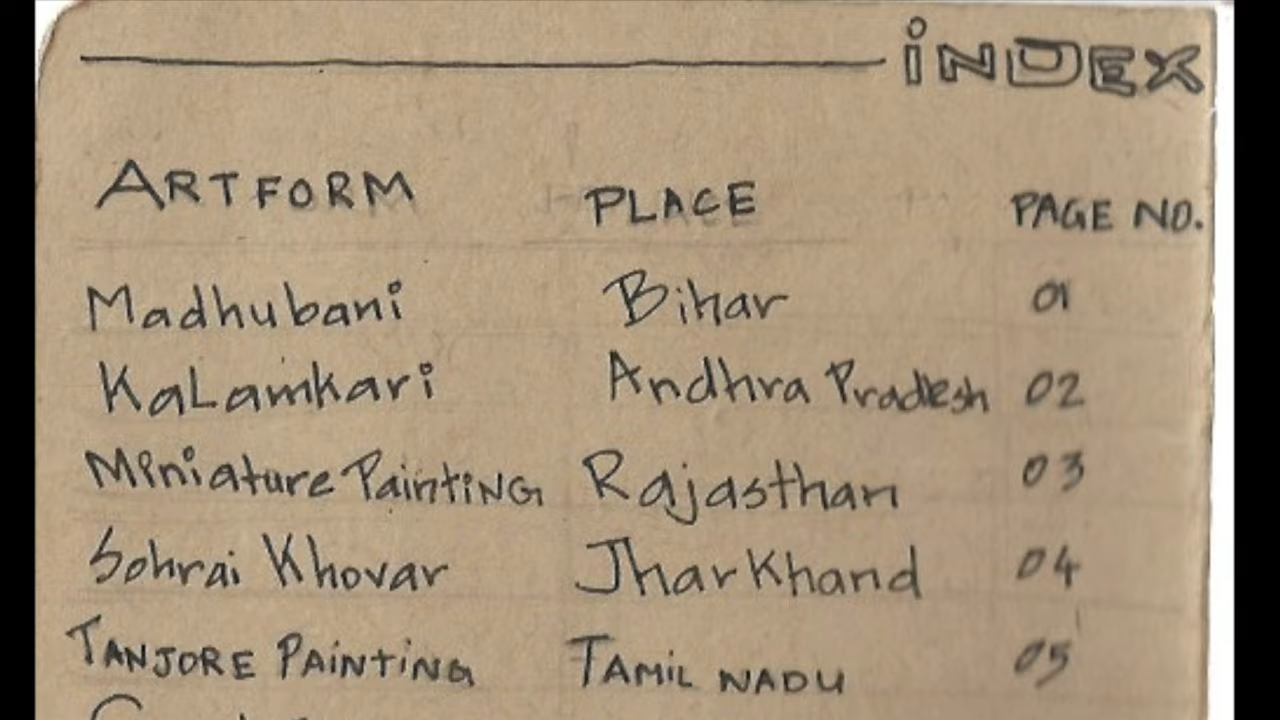 iNDEX
ARTFORM PLACE PAGE NO.
Madhubani Bihar 01
KaLamkari Andhra Pradesh 02
Miniature Painting Rajasthan 03
Sohrai Khovar Jharkhand 04
TANJORE PAiNTiNG TAMiL NADU 05